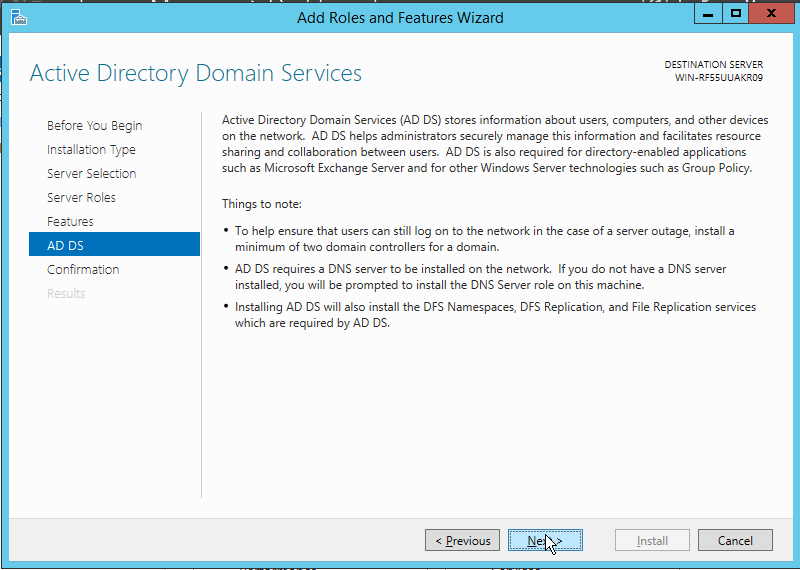 Add Roles and Features Wizard
Active Directory Domain Services
DESTINATION SERVER
WIN-RF55UUAKR09
Before You Begin
Installation Type
Server Selection
Server Roles
Features
AD DS
Confirmation
Results
Active Directory Domain Services (AD DS) stores information about users, computers, and other devices
on the network. AD DS helps administrators securely manage this information and facilitates resource
sharing and collaboration between users. AD DS is also required for directory-enabled applications
such as Microsoft Exchange Server and for other Windows Server technologies such as Group Policy.
Things to note:
• To help ensure that users can still log on to the network in the case of a server outage, install a
minimum of two domain controllers for a domain.
• AD DS requires a DNS server to be installed on the network. If you do not have a DNS server
installed, you will be prompted to install the DNS Server role on this machine.
• Installing AD DS will also install the DFS Namespaces, DFS Replication, and File Replication services
which are required by AD DS.
< Previous
Next >
Install
Cancel